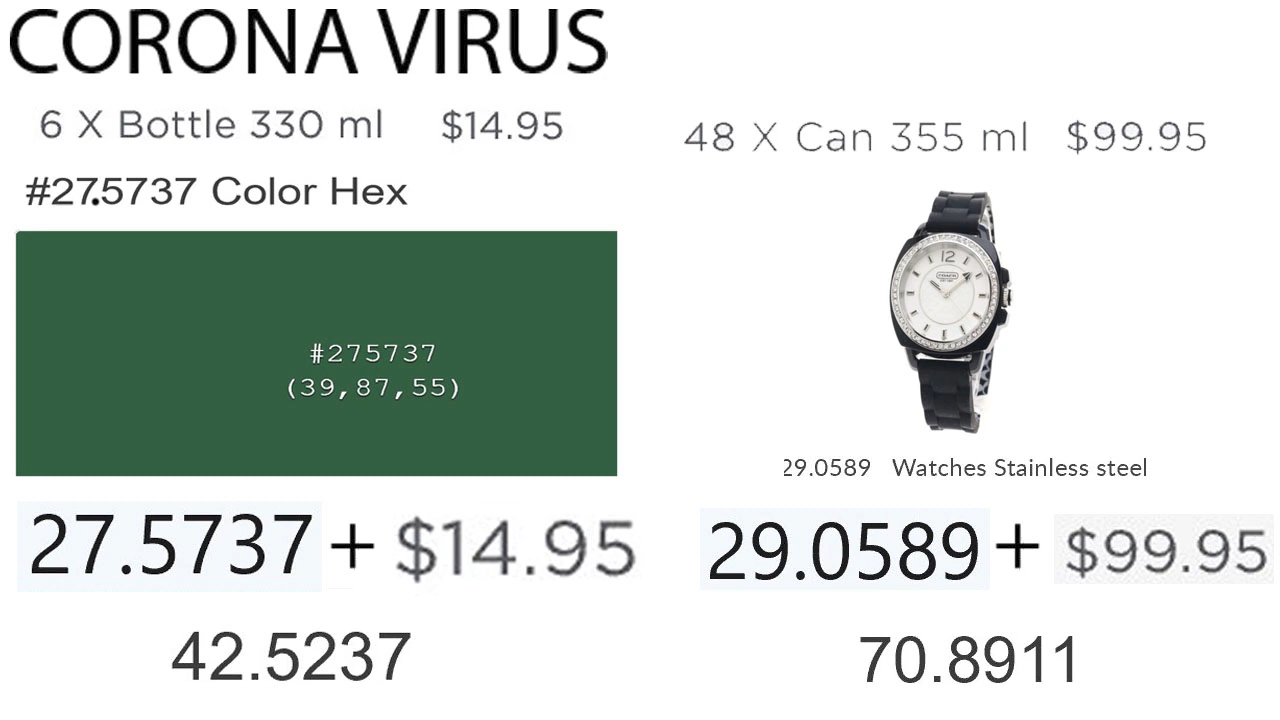 CORONA VIRUS
6 X Bottle 330 ml $14.95
48 X Can 355 ml $99.95
#27.5737 Color Hex
12
COACH
#275737
(39,87,55)
29.0589 Watches Stainless steel
27.5737 + $14.95
29.0589 + $99.95
42.5237
70.8911